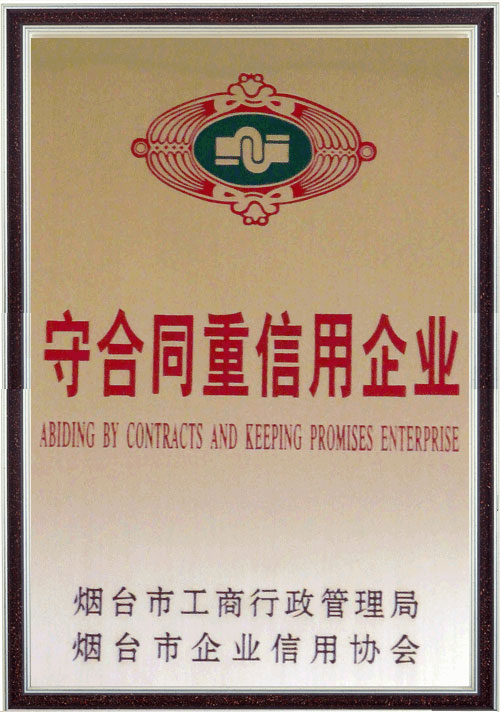 守合同重信用企业
ABIDING BY CONTRACTS AND KEEPING PROMISES ENTERPRISE
烟台市工商行政管理局
烟台市企业信用协会